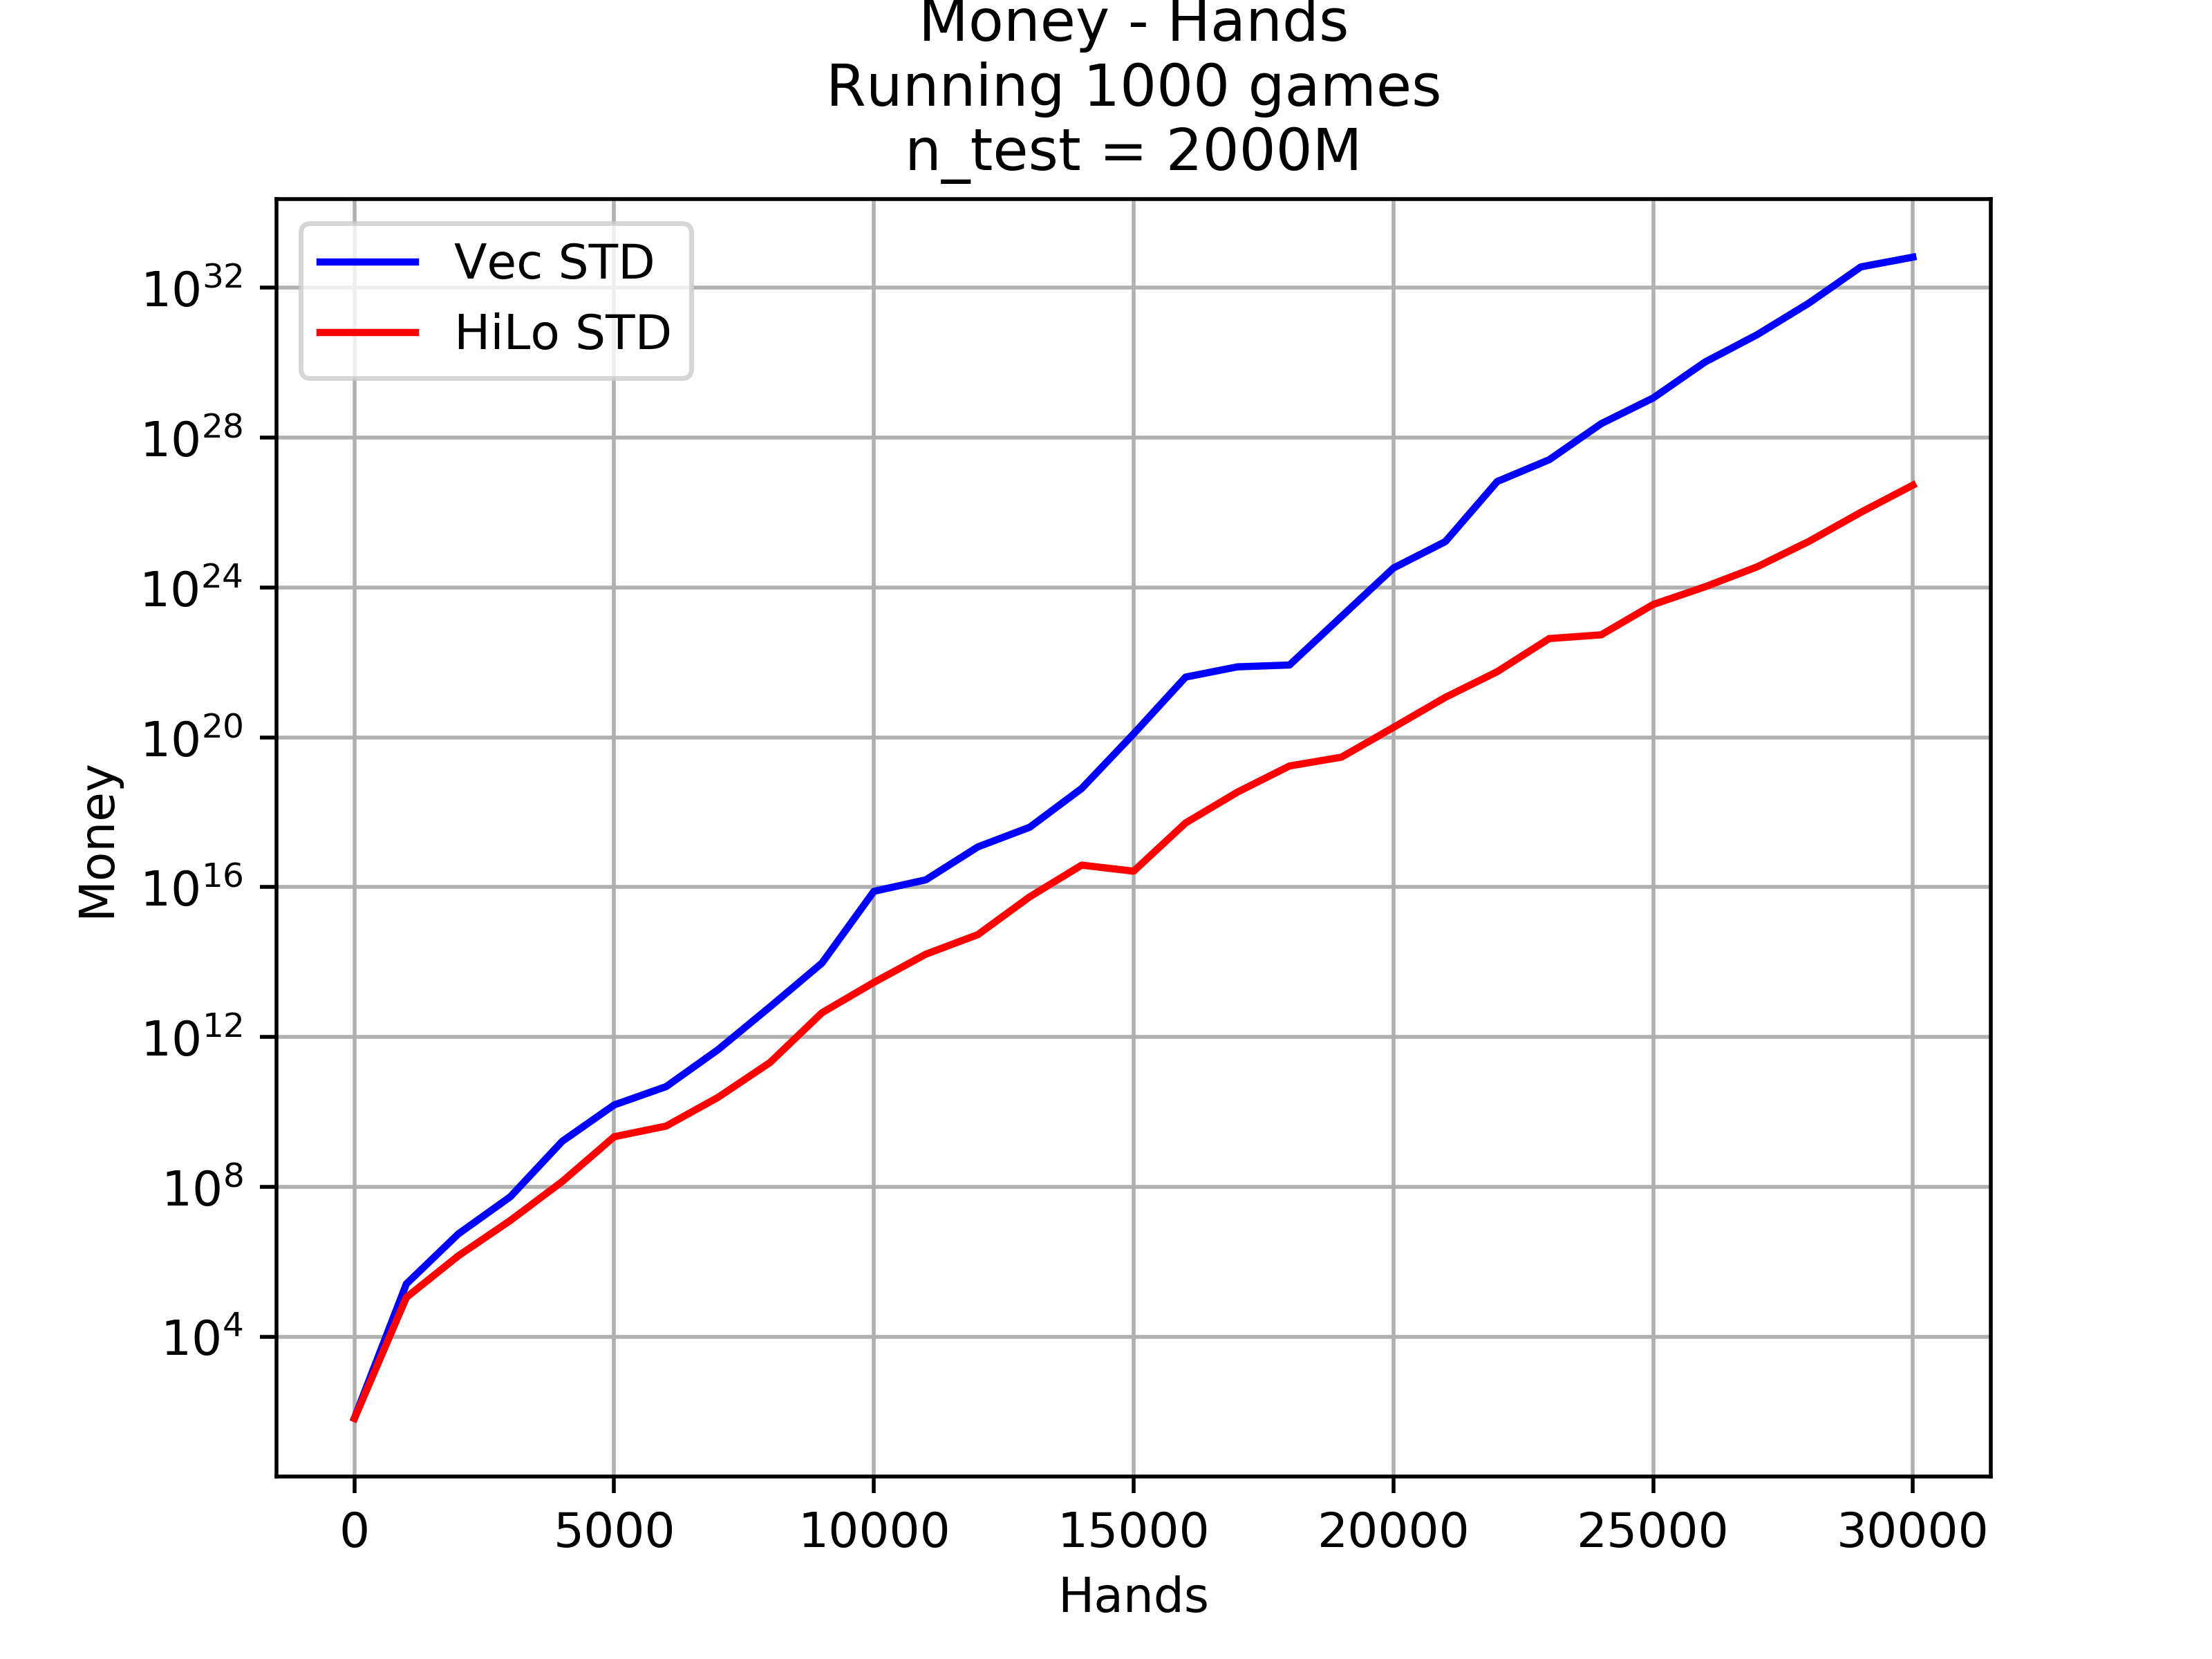 Money - Hands
Running 1000 games
n_test = 2000M
Vec STD
HiLo STD
10³²
10²⁸
10²⁴
10²⁰
10¹⁶
10¹²
10⁸
10⁴
Money
0 5000 10000 15000 20000 25000 30000
Hands